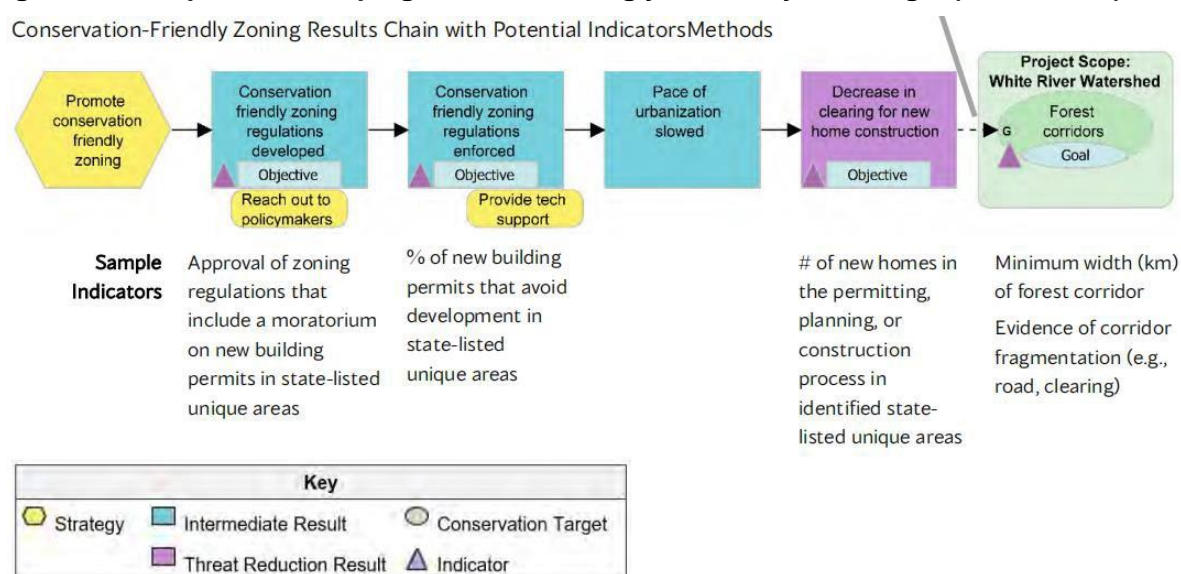 Conservation-Friendly Zoning Results Chain with Potential IndicatorsMethods
Promote
conservation
friendly
zoning
Conservation
friendly zoning
regulations
developed
Objective
Reach out to
policymakers
Conservation
friendly zoning
regulations
enforced
Objective
Provide tech
support
Pace of
urbanization
slowed
Decrease in
clearing for new
home construction
Objective
Project Scope:
White River Watershed
Forest
corridors
G
Goal
Sample
Indicators
Approval of zoning
regulations that
include a moratorium
on new building
permits in state-listed
unique areas
% of new building
permits that avoid
development in
state-listed
unique areas
# of new homes in
the permitting,
planning, or
construction
process in
identified state-
listed unique areas
Minimum width (km)
of forest corridor
Evidence of corridor
fragmentation (e.g.,
road, clearing)
Key
Strategy
Intermediate Result
Conservation Target
Threat Reduction Result
Indicator